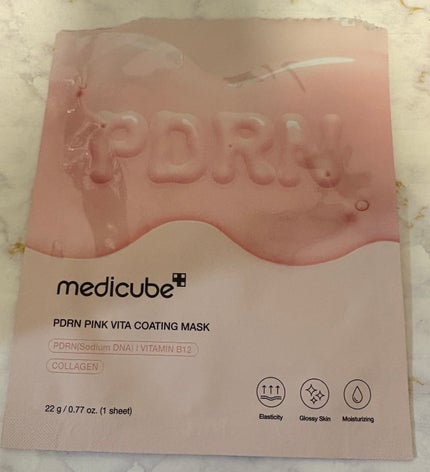 PDRN
medicube
PDRN PINK VITA COATING MASK
PDRN(Sodium DNA) | VITAMIN B12
COLLAGEN
22 g / 0.77 oz. (1 sheet)
Elasticity Glossy Skin Moisturizing